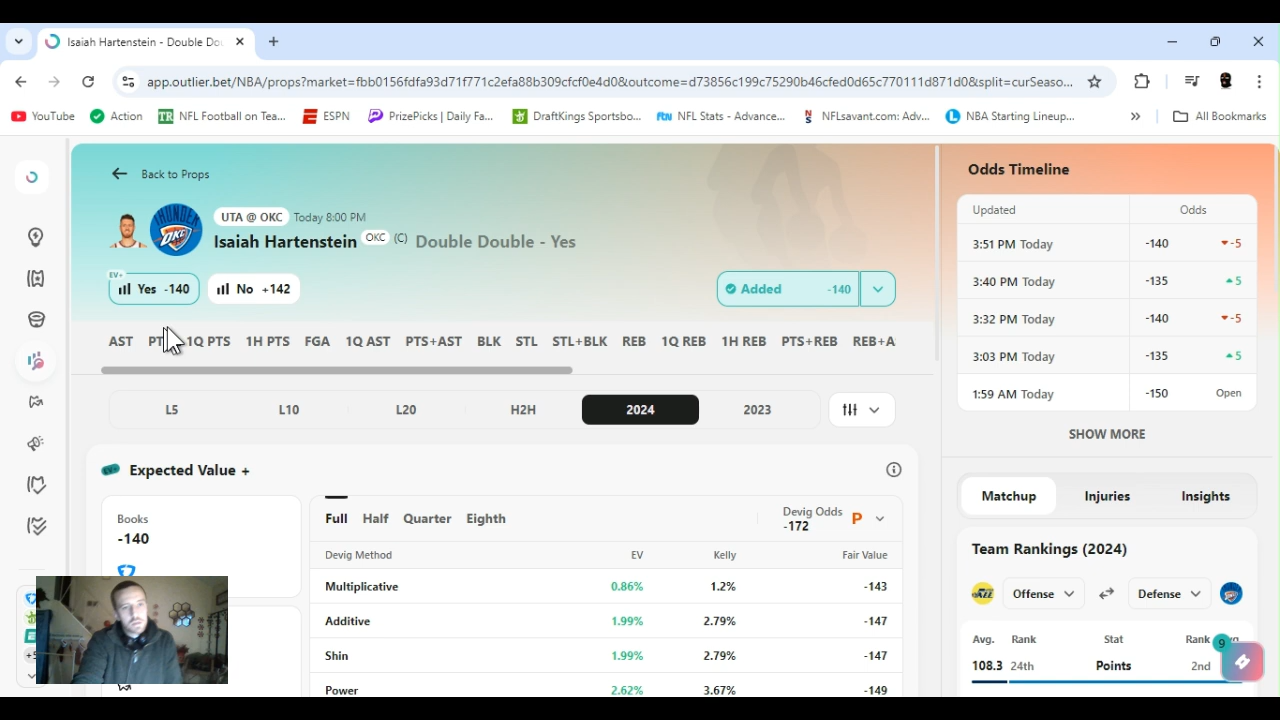 Isaiah Hartenstein - Double Do
app.outlier.bet/NBA/props?market=fbb0156fdfa93d71f771c2efa88b309cfcf0e4d0&outcome=d73856c199c75290b46cfed0d65c770111d871d0&split=curSeaso...
YouTube Action NFL Football on Tea... ESPN PrizePicks | Daily Fa... DraftKings Sportsbo... NFL Stats - Advance... NFLsavant.com: Adv... NBA Starting Lineup... All Bookmarks
Back to Props
UTA @ OKC Today 8:00 PM
Isaiah Hartenstein OKC (C) Double Double - Yes
EV+
Yes -140 No +142 Added -140
AST 1Q PTS 1H PTS FGA 1Q AST PTS+AST BLK STL STL+BLK REB 1Q REB 1H REB PTS+REB REB+A
L5 L10 L20 H2H 2024 2023
Expected Value +
Books
-140
Full Half Quarter Eighth
Devig Odds
-172
Devig Method EV Kelly Fair Value
Multiplicative 0.86% 1.2% -143
Additive 1.99% 2.79% -147
Shin 1.99% 2.79% -147
Power 2.62% 3.67% -149
Odds Timeline
Updated Odds
3:51 PM Today -140 -5
3:40 PM Today -135 5
3:32 PM Today -140 -5
3:03 PM Today -135 5
1:59 AM Today -150 Open
SHOW MORE
Matchup Injuries Insights
Team Rankings (2024)
Offense Defense
Avg. Rank Stat Rank
9
108.3 24th Points 2nd